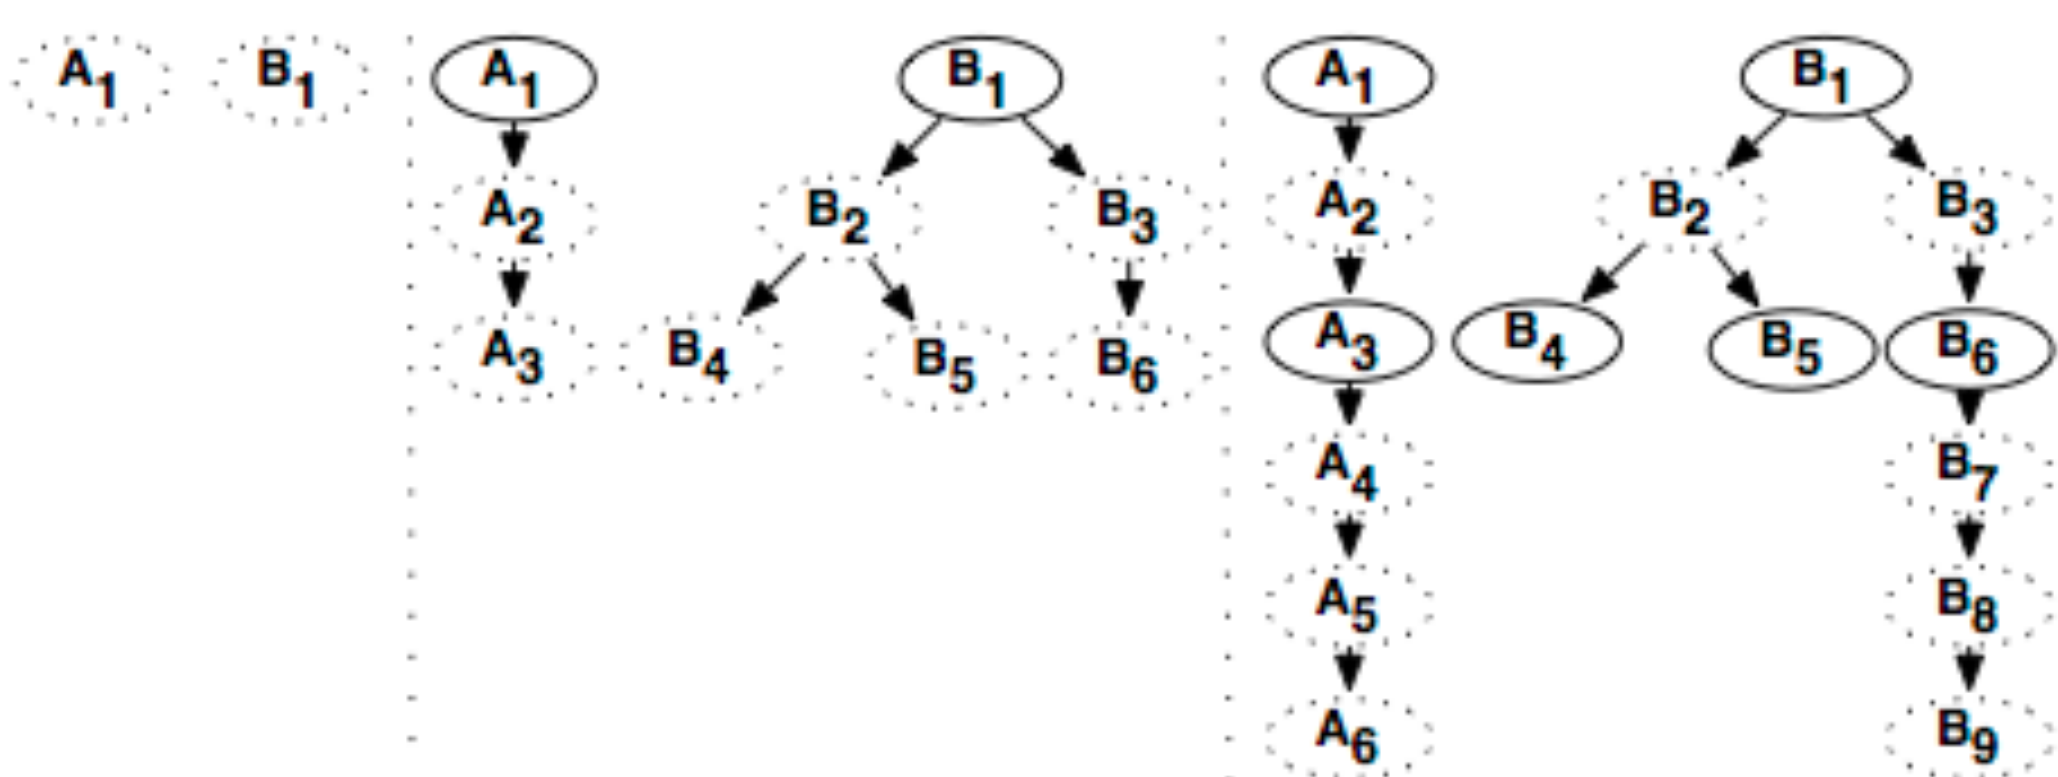 A1 B1 A1 B1 A1 B1
A2 B2 B3 A2 B2 B3
A3 B4 B5 B6 A3 B4 B5 B6
A4 B7
A5 B8
A6 B9